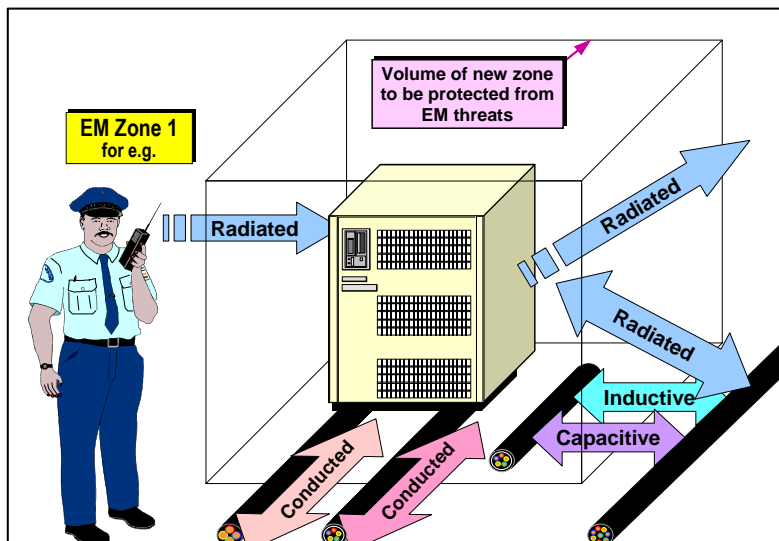 Volume of new zone
to be protected from
EM threats
EM Zone 1
for e.g.
Radiated
Radiated
Radiated
Inductive
Capacitive
Conducted
Conducted